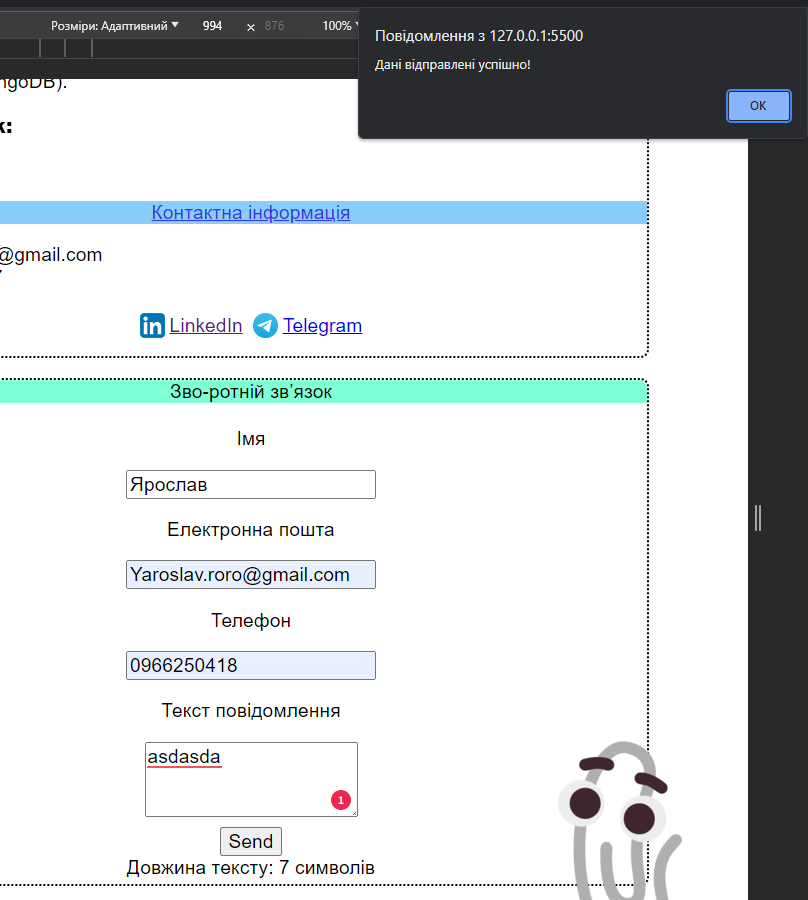 Розміри: Адаптивний 994 × 876 100%
Повідомлення з 127.0.0.1:5500
Дані відправлені успішно!
OK
ngoDB).
к:
Контактна інформація
@gmail.com
in LinkedIn Telegram
Зво-ротній зв’язок
Імя
Ярослав
Електронна пошта
Yaroslav.roro@gmail.com
Телефон
0966250418
Текст повідомлення
asdasda
1
Send
Довжина тексту: 7 символів